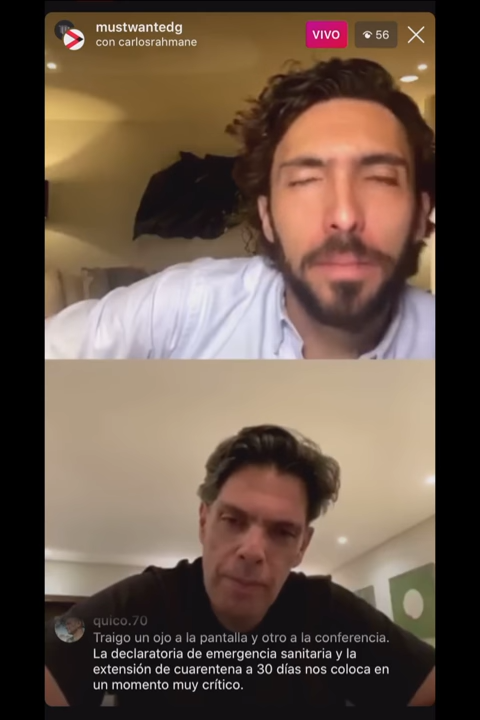 mustwantedg
con carlosrahmane
VIVO
56
quico.70
Traigo un ojo a la pantalla y otro a la conferencia.
La declaratoria de emergencia sanitaria y la
extensión de cuarentena a 30 días nos coloca en
un momento muy crítico.